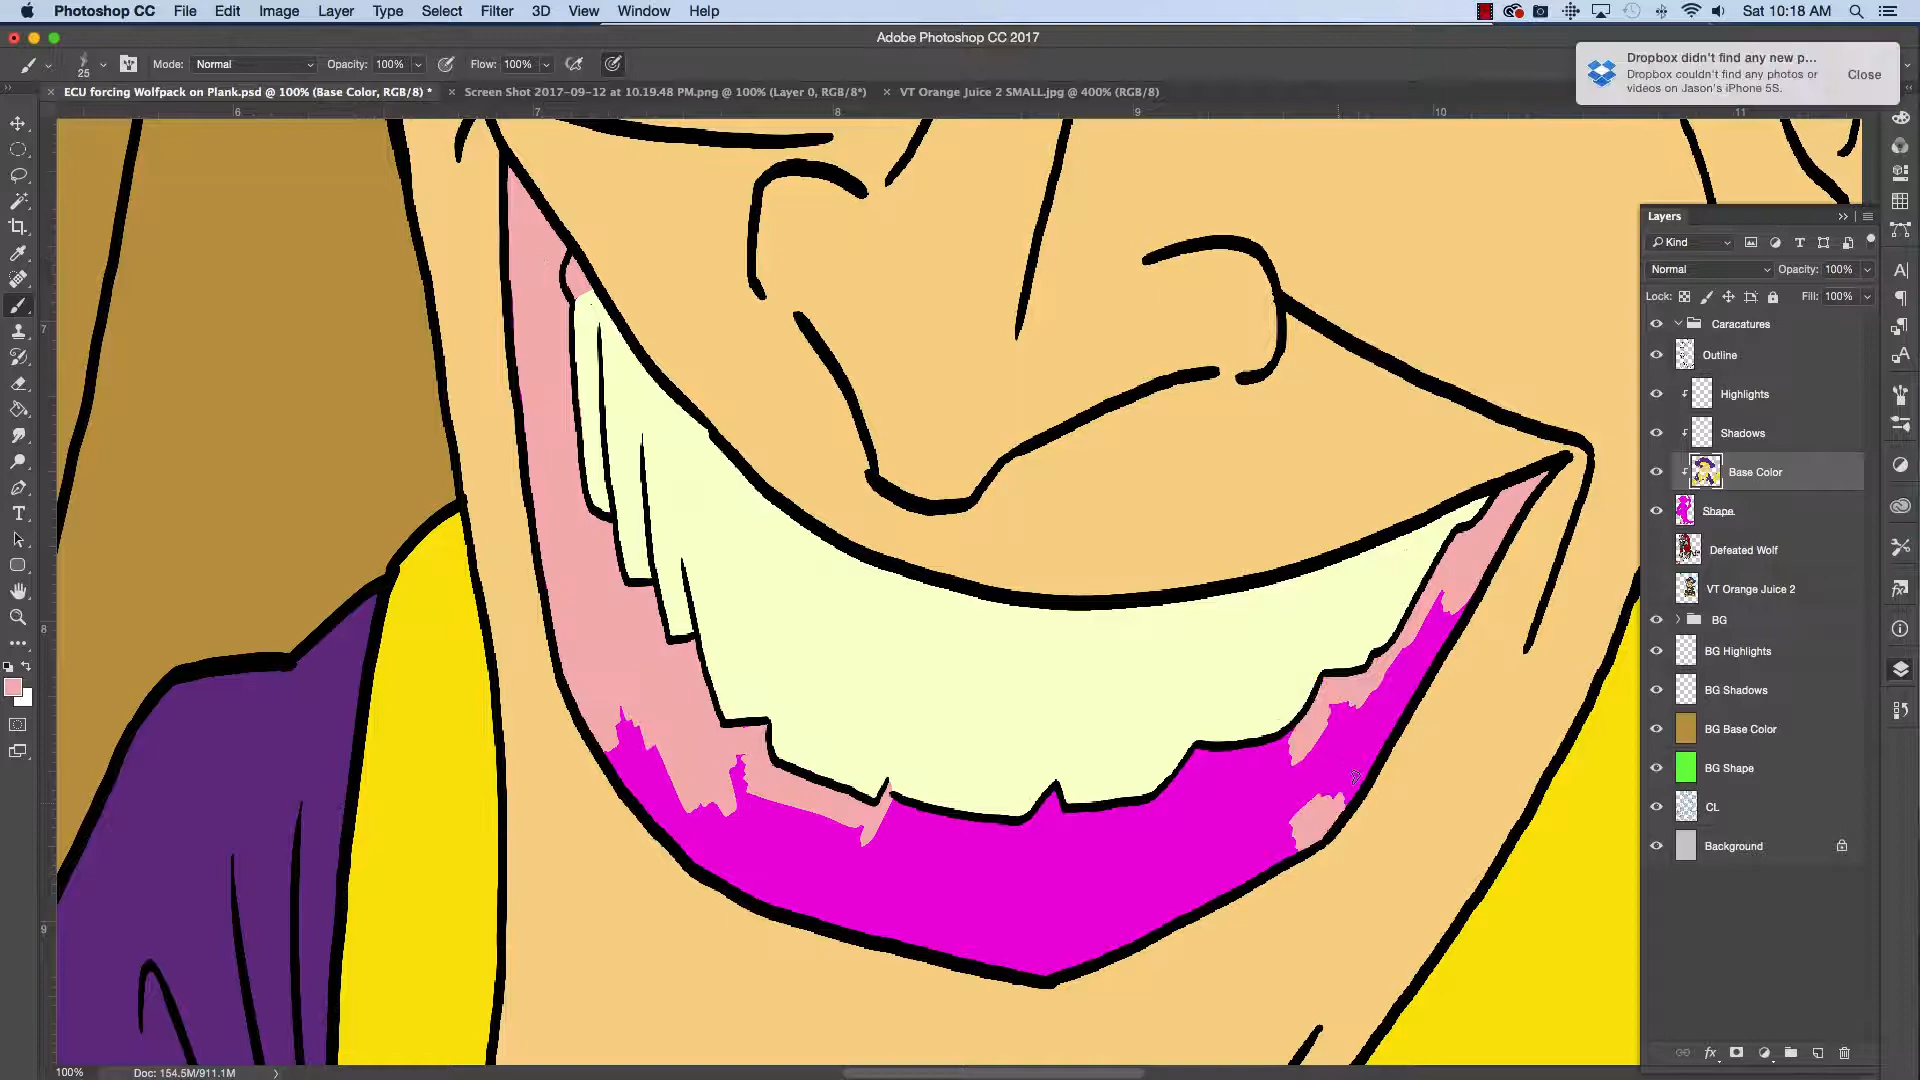 Photoshop CC File Edit Image Layer Type Select Filter 3D View Window Help Sat 10:18 AM
Adobe Photoshop CC 2017
25 Mode: Normal Opacity: 100% Flow: 100%
Dropbox didn't find any new p...
Dropbox couldn't find any photos or
videos on Jason's iPhone 5S.
Close
ECU forcing Wolfpack on Plank.psd @ 100% (Base Color, RGB/8) * Screen Shot 2017-09-12 at 10.19.48 PM.png @ 100% (Layer 0, RGB/8*) VT Orange Juice 2 SMALL.jpg @ 400% (RGB/8)
6 7 8 9 10 11
7
8
9
Layers
Kind
Normal Opacity: 100%
Lock: Fill: 100%
Caracatures
Outline
Highlights
Shadows
Base Color
Shape
Defeated Wolf
VT Orange Juice 2
BG
BG Highlights
BG Shadows
BG Base Color
BG Shape
CL
Background
fx
100% Doc: 154.5M/911.1M